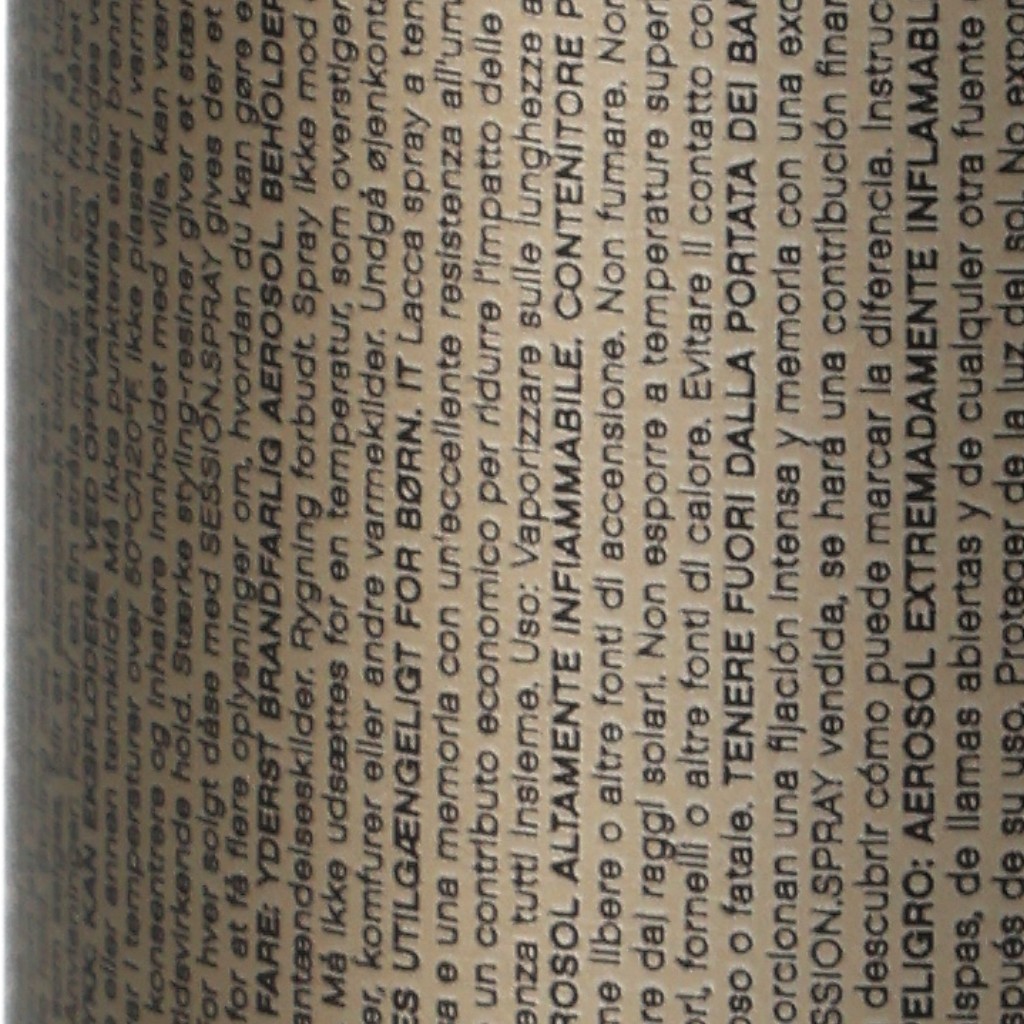 YKK. KAN EKSPLODERE VED OPPVARMING. Holdes v
eller annen tennkilde. Må ikke punkteres eller brenn
ar i temperaturer over 50°C/120°F. Ikke plasser i varm
konsentrere og inhalere innholdet med vilje, kan vær
tidsvirkende hold. Stærke styling-resiner giver et stær
or hver solgt dåse med SESSION.SPRAY gives der et
for at få flere oplysninger om, hvordan du kan gøre e
FARE: YDERST BRANDFARLIG AEROSOL. BEHOLDER
antændelseskilder. Rygning forbudt. Spray ikke mod
Må ikke udsættes for en temperatur, som overstiger
er, komfurer eller andre varmekilder. Undgå øjenkont
ES UTILGÆNGELIGT FOR BØRN. IT Lacca spray a ten
a e una memoria con un'eccellente resistenza all'um
un contributo economico per ridurre l'impatto delle
enza tutti insieme. Uso: Vaporizzare sulle lunghezze a
ROSOL ALTAMENTE INFIAMMABILE. CONTENITORE P
ne libere o altre fonti di accensione. Non fumare. Non
re dai raggi solari. Non esporre a temperature super
ori, fornelli o altre fonti di calore. Evitare il contatto co
oso o fatale. TENERE FUORI DALLA PORTATA DEI BAM
orcionan una fijación intensa y memoria con una exc
SSION.SPRAY vendida, se hará una contribución finan
descubrir cómo puede marcar la diferencia. Instruc
ELIGRO: AEROSOL EXTREMADAMENTE INFLAMABL
ispas, de llamas abiertas y de cualquier otra fuente
spués de su uso. Proteger de la luz del sol. No expo